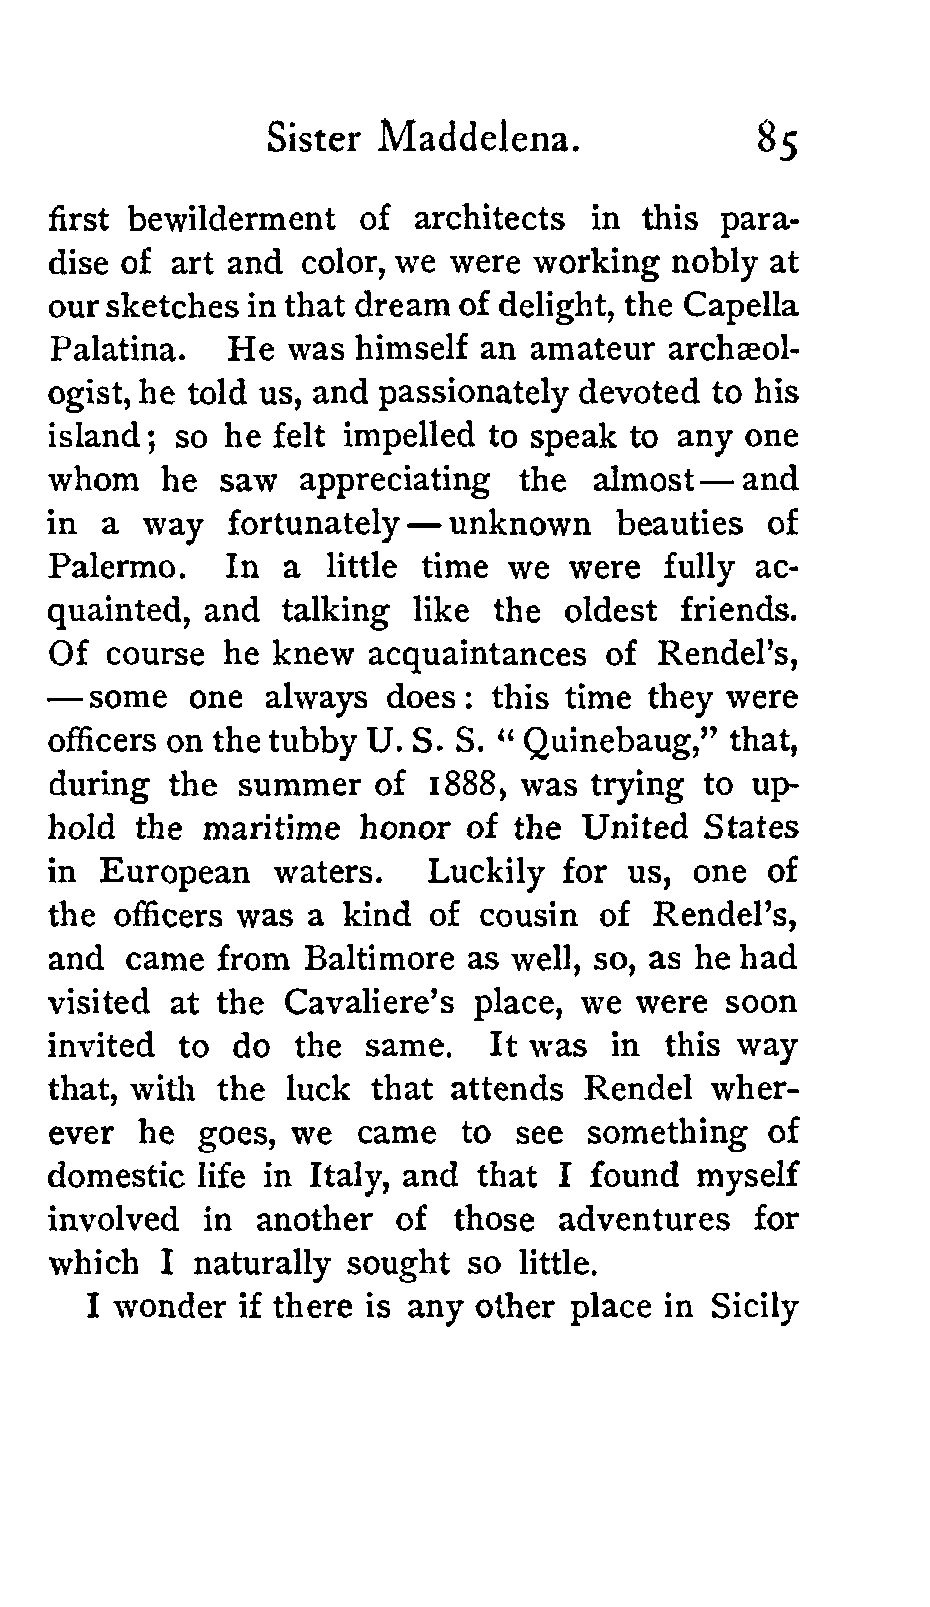 Sister Maddelena. 85
first bewilderment of architects in this para-
dise of art and color, we were working nobly at
our sketches in that dream of delight, the Capella
Palatina. He was himself an amateur archæol-
ogist, he told us, and passionately devoted to his
island; so he felt impelled to speak to any one
whom he saw appreciating the almost—and
in a way fortunately—unknown beauties of
Palermo. In a little time we were fully ac-
quainted, and talking like the oldest friends.
Of course he knew acquaintances of Rendel's,
—some one always does: this time they were
officers on the tubby U. S. S. “Quinebaug,” that,
during the summer of 1888, was trying to up-
hold the maritime honor of the United States
in European waters. Luckily for us, one of
the officers was a kind of cousin of Rendel's,
and came from Baltimore as well, so, as he had
visited at the Cavaliere's place, we were soon
invited to do the same. It was in this way
that, with the luck that attends Rendel wher-
ever he goes, we came to see something of
domestic life in Italy, and that I found myself
involved in another of those adventures for
which I naturally sought so little.
I wonder if there is any other place in Sicily